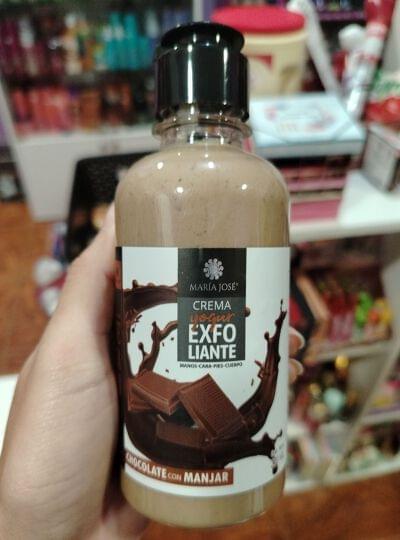 MARÍA JOSÉ®
CREMA
yogur
EXFO
LIANTE
MANOS·CARA·PIES·CUERPO
CHOCOLATE CON MANJAR